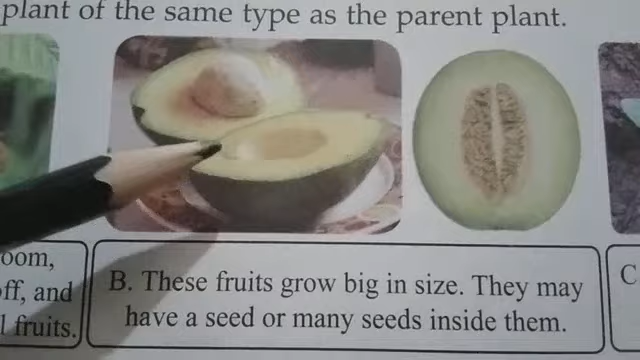 plant of the same type as the parent plant.
oom,
off, and
l fruits.
B. These fruits grow big in size. They may
have a seed or many seeds inside them.
C